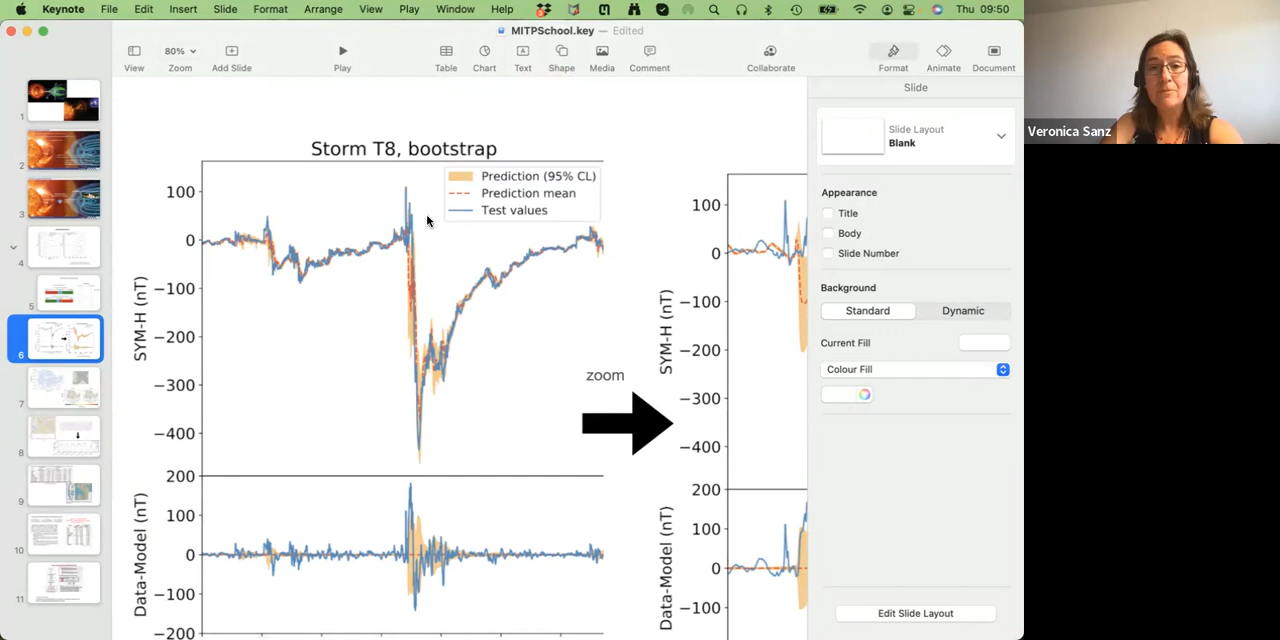 Keynote File Edit Insert Slide Format Arrange View Play Window Help Thu 09:50
MITPSchool.key — Edited
View Zoom Add Slide Play Table Chart Text Shape Media Comment Collaborate Format Animate Document
80%
Slide
Slide Layout
Blank
Appearance
Title
Body
Slide Number
Background
Standard Dynamic
Current Fill
Colour Fill
Edit Slide Layout
1
2
3
4
5
6
7
8
9
10
11
Storm T8, bootstrap
Prediction (95% CL)
Prediction mean
Test values
100
0
−100
−200
−300
−400
SYM-H (nT)
200
100
0
−100
−200
Data-Model (nT)
zoom
100
0
−100
−200
−300
−400
SYM-H (nT)
200
100
0
−100
Data-Model (nT)
Veronica Sanz